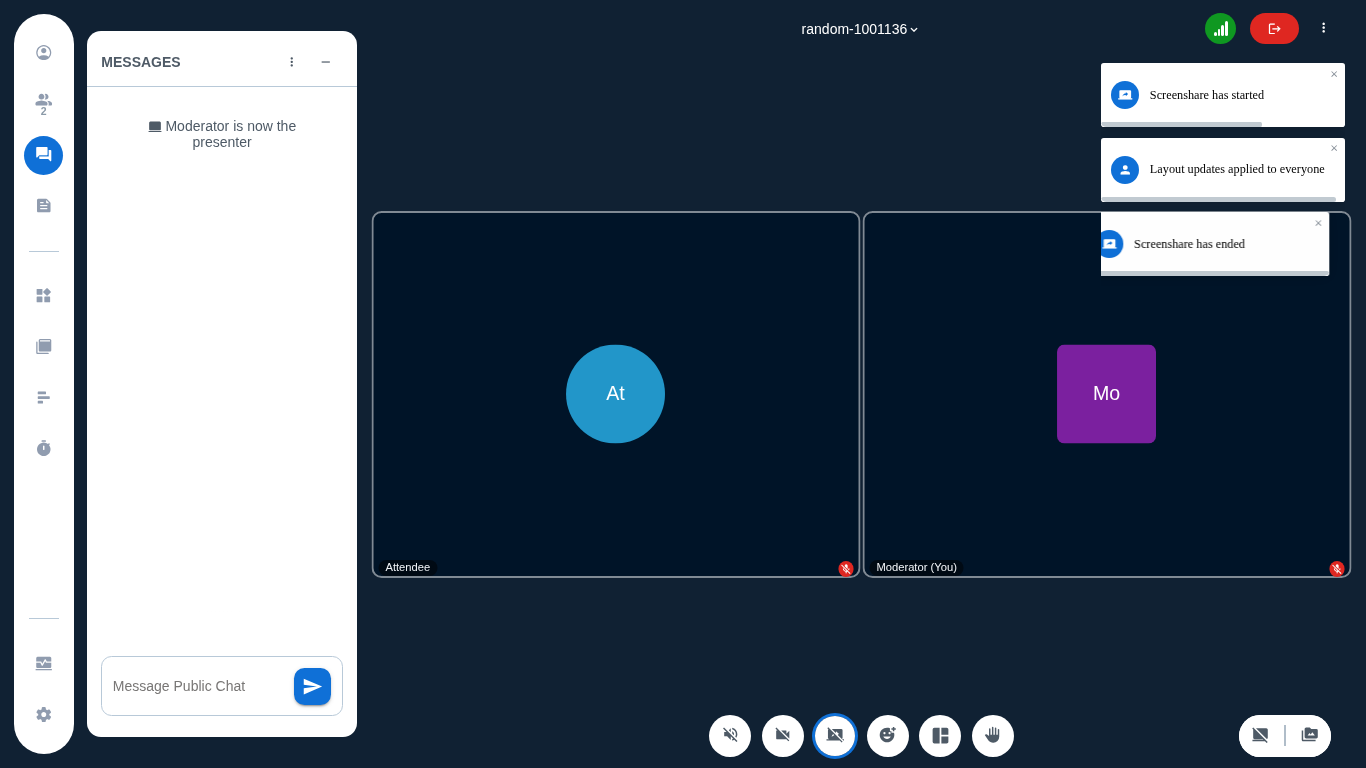 random-1001136
MESSAGES
2
Moderator is now the
presenter
Screenshare has started
Layout updates applied to everyone
Screenshare has ended
At
Mo
Attendee
Moderator (You)
Message Public Chat